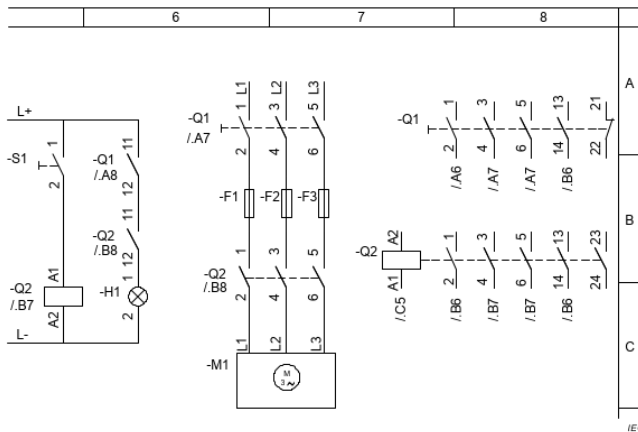 6 7 8
A
B
C
L+
-S1
1
2
-Q1
/.A8
11
12
-Q2
/.B8
11
12
-Q2
/.B7
A1
A2
-H1
1
2
L-
L1 L2 L3
-Q1
/.A7
1 3 5
2 4 6
-F1 -F2 -F3
-Q2
/.B8
1 3 5
2 4 6
L1 L2 L3
-M1
M
3~
-Q1
1 3 5 13 21
2 4 6 14 22
/.A6 /.A7 /.A7 /.B6
-Q2
A2 1 3 5 13 23
A1 2 4 6 14 24
/.C5 /.B6 /.B7 /.B7 /.B6